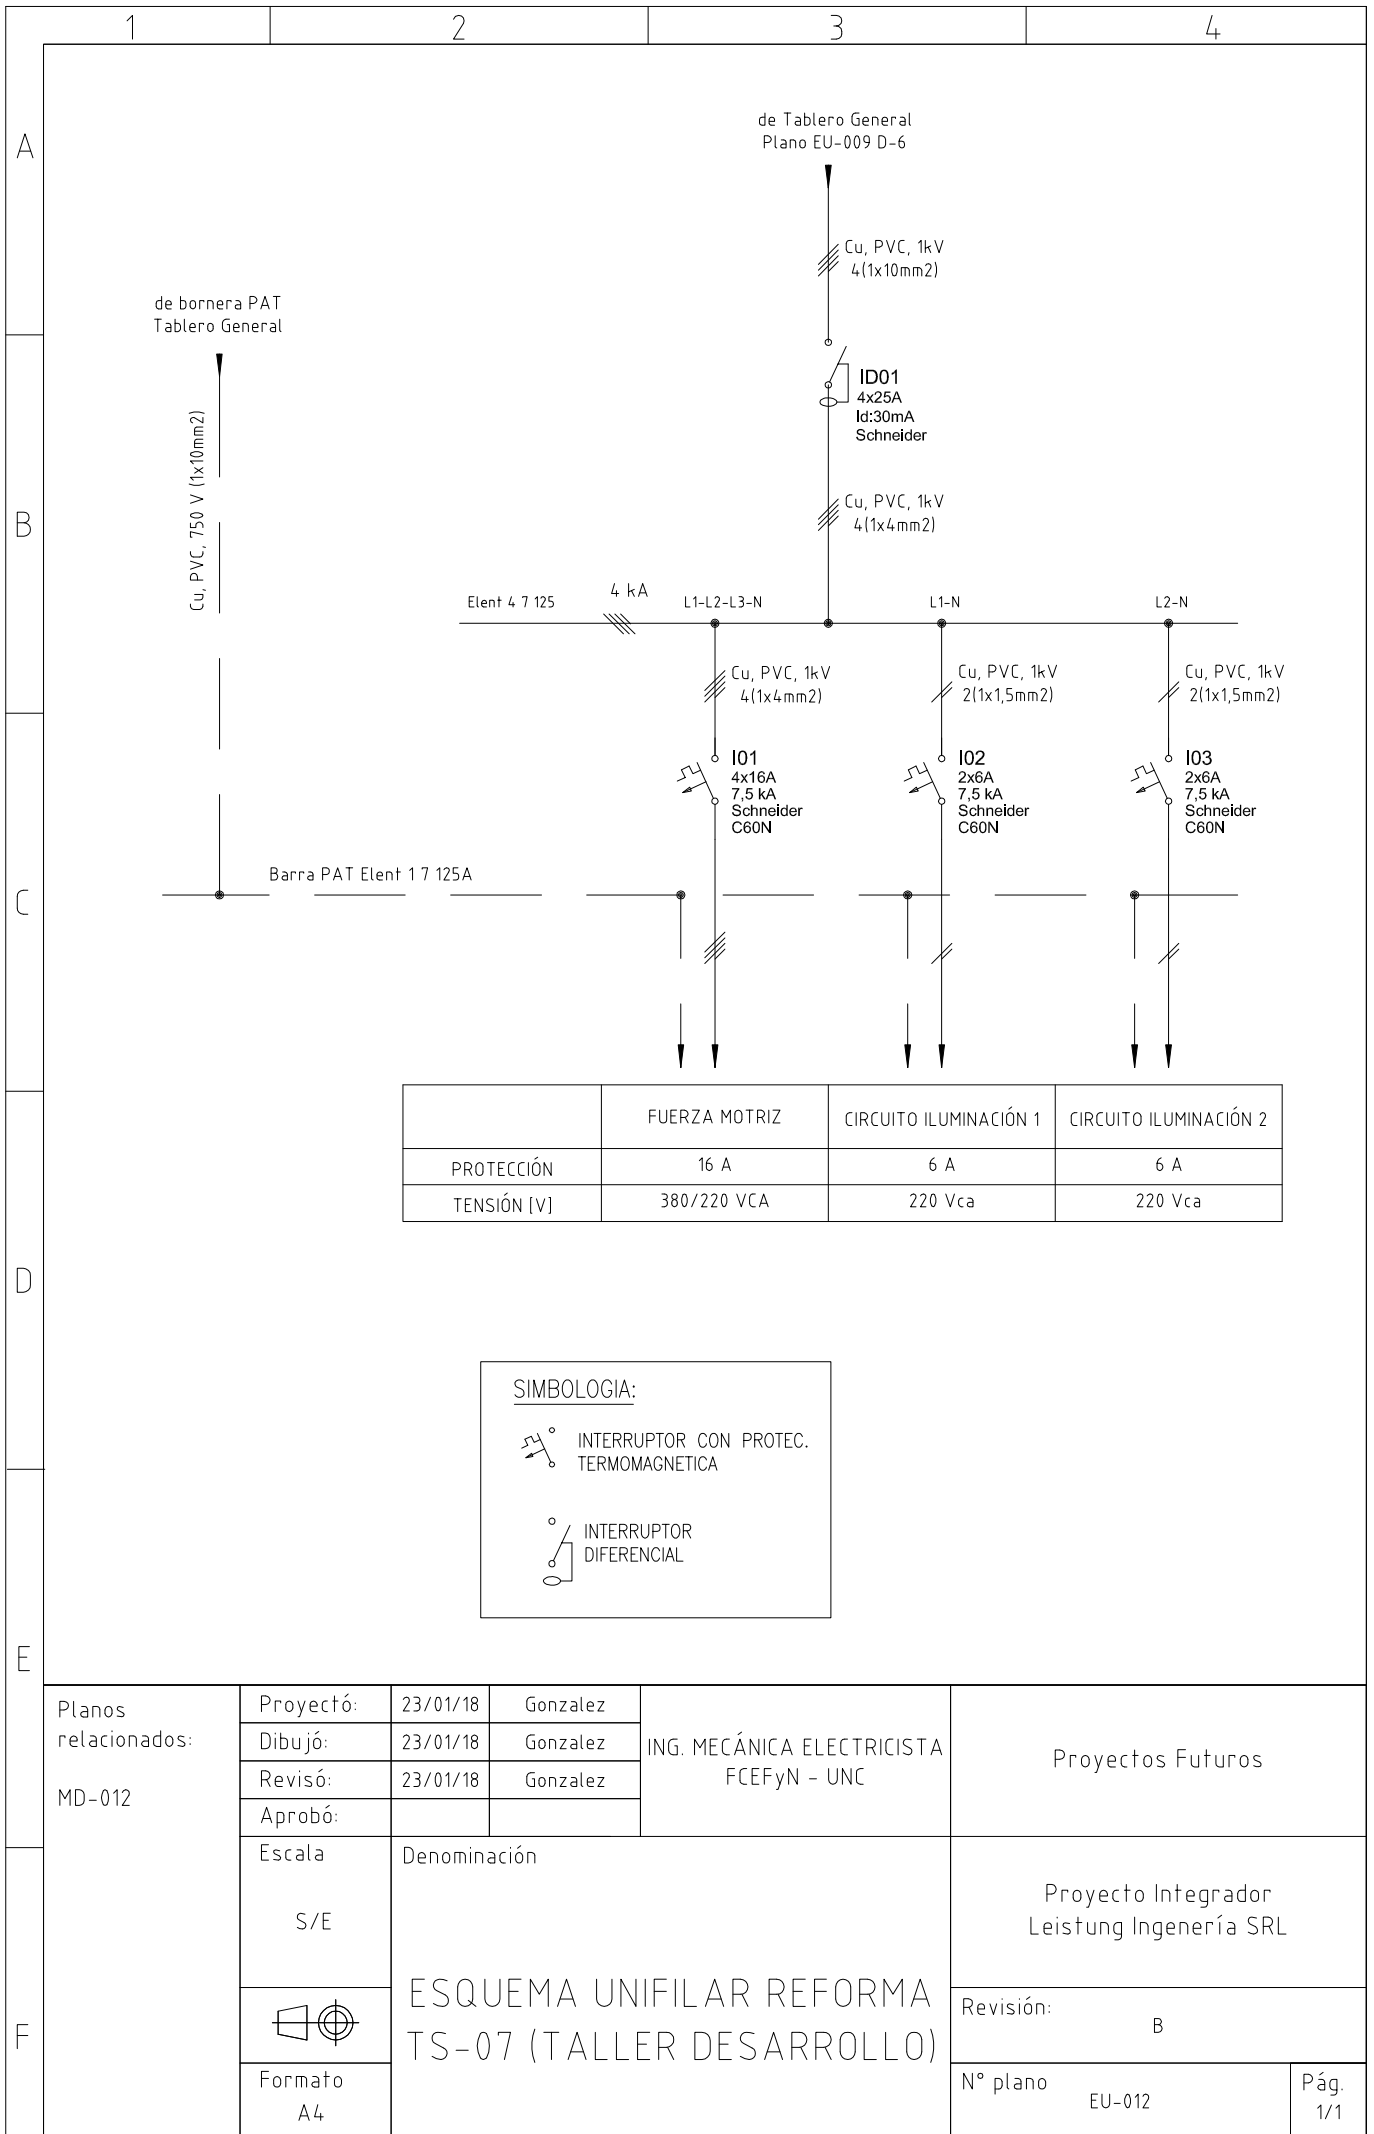 1
2
3
4
A
B
C
D
E
F
de Tablero General
Plano EU-009 D-6
Cu, PVC, 1kV
4(1x10mm2)
de bornera PAT
Tablero General
Cu, PVC, 750 V (1x10mm2)
ID01
4x25A
Id:30mA
Schneider
Cu, PVC, 1kV
4(1x4mm2)
Elent 4 7 125
4 kA
L1-L2-L3-N
L1-N
L2-N
Cu, PVC, 1kV
4(1x4mm2)
Cu, PVC, 1kV
2(1x1,5mm2)
Cu, PVC, 1kV
2(1x1,5mm2)
I01
4x16A
7,5 kA
Schneider
C60N
I02
2x6A
7,5 kA
Schneider
C60N
I03
2x6A
7,5 kA
Schneider
C60N
Barra PAT Elent 1 7 125A
FUERZA MOTRIZ CIRCUITO ILUMINACIÓN 1 CIRCUITO ILUMINACIÓN 2
PROTECCIÓN 16 A 6 A 6 A
TENSIÓN [V] 380/220 VCA 220 Vca 220 Vca
SIMBOLOGIA:
INTERRUPTOR CON PROTEC.
TERMOMAGNETICA
INTERRUPTOR
DIFERENCIAL
Planos
relacionados:
MD-012
Proyectó: 23/01/18 Gonzalez
Dibujó: 23/01/18 Gonzalez
Revisó: 23/01/18 Gonzalez
Aprobó:
ING. MECÁNICA ELECTRICISTA
FCEFyN - UNC
Proyectos Futuros
Escala
S/E
Denominación
ESQUEMA UNIFILAR REFORMA
TS-07 (TALLER DESARROLLO)
Proyecto Integrador
Leistung Ingenería SRL
Revisión:
B
Formato
A4
N° plano
EU-012
Pág.
1/1